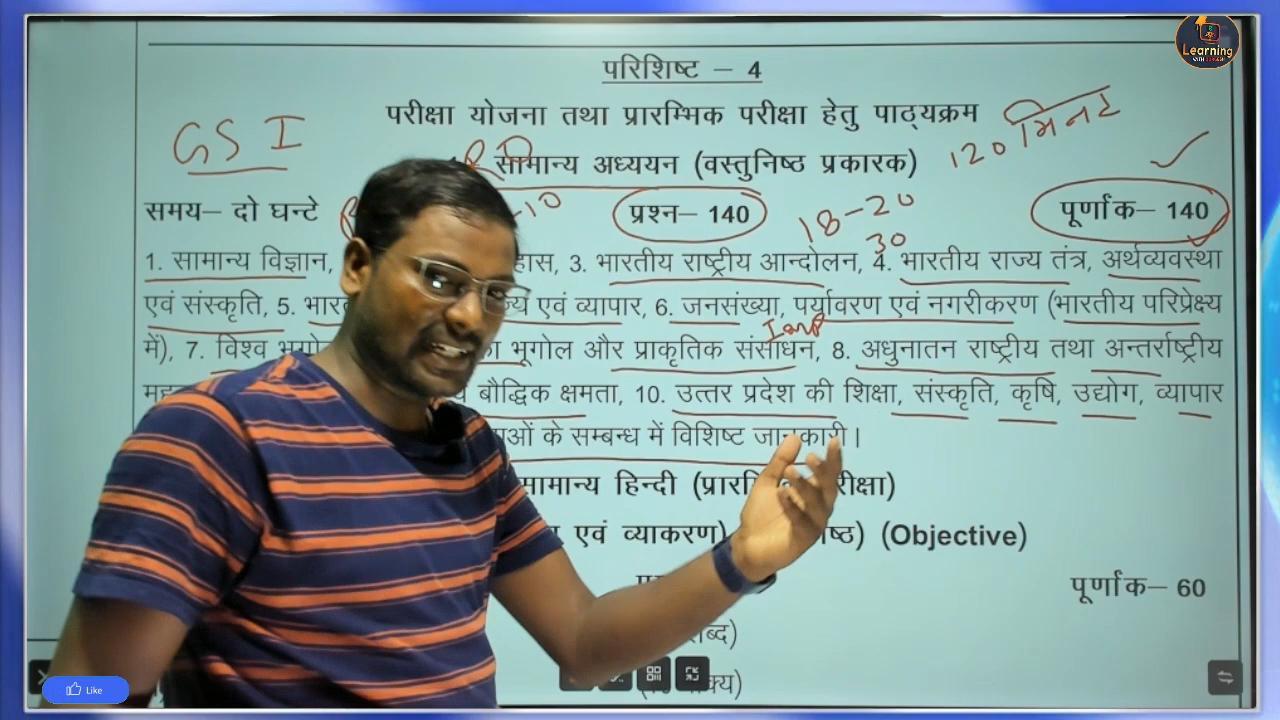 Learning
परिशिष्ट – 4
परीक्षा योजना तथा प्रारम्भिक परीक्षा हेतु पाठ्यक्रम
120 मिनट
GS I
सामान्य अध्ययन (वस्तुनिष्ठ प्रकारक)
समय– दो घन्टे
-10
प्रश्न– 140
18-20
पूर्णांक– 140
30
1. सामान्य विज्ञान, हास, 3. भारतीय राष्ट्रीय आन्दोलन, 4. भारतीय राज्य तंत्र, अर्थव्यवस्था
एवं संस्कृति, 5. भार ज्य एवं व्यापार, 6. जनसंख्या, पर्यावरण एवं नगरीकरण (भारतीय परिप्रेक्ष्य
में), 7. विश्व भूगो का भूगोल और प्राकृतिक संसाधन, 8. अधुनातन राष्ट्रीय तथा अन्तर्राष्ट्रीय
बौद्धिक क्षमता, 10. उत्तर प्रदेश की शिक्षा, संस्कृति, कृषि, उद्योग, व्यापार
ओं के सम्बन्ध में विशिष्ट जानकारी।
सामान्य हिन्दी (प्रार रीक्षा)
एवं व्याकरण) (Objective)
पूर्णांक– 60
Like